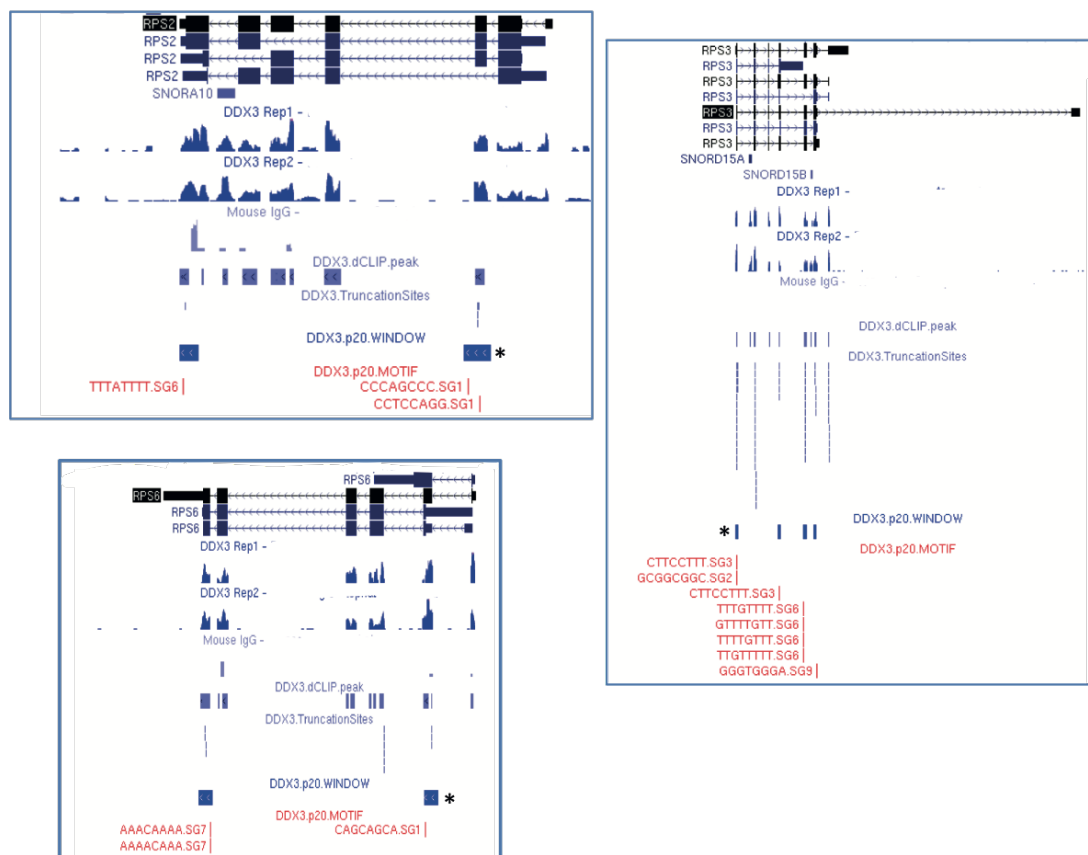 RPS2
RPS2
RPS2
RPS2
SNORA10
DDX3 Rep1 -
DDX3 Rep2 -
Mouse IgG -
DDX3.dCLIP.peak
DDX3.TruncationSites
DDX3.p20.WINDOW
*
DDX3.p20.MOTIF
TTTATTTT.SG6
CCCAGCCC.SG1
CCTCCAGG.SG1
RPS3
RPS3
RPS3
RPS3
RPS3
RPS3
RPS3
SNORD15A
SNORD15B
DDX3 Rep1 -
DDX3 Rep2 -
Mouse IgG -
DDX3.dCLIP.peak
DDX3.TruncationSites
DDX3.p20.WINDOW
*
DDX3.p20.MOTIF
CTTCCTTT.SG3
GCGGCGGC.SG2
CTTCCTTT.SG3
TTTGTTTT.SG6
GTTTTGTT.SG6
TTTTGTTT.SG6
TTGTTTTT.SG6
GGGTGGGA.SG9
RPS6
RPS6
RPS6
RPS6
DDX3 Rep1 -
DDX3 Rep2 -
Mouse IgG -
DDX3.dCLIP.peak
DDX3.TruncationSites
DDX3.p20.WINDOW
*
DDX3.p20.MOTIF
AAACAAAA.SG7
CAGCAGCA.SG1
AAAACAAA.SG7